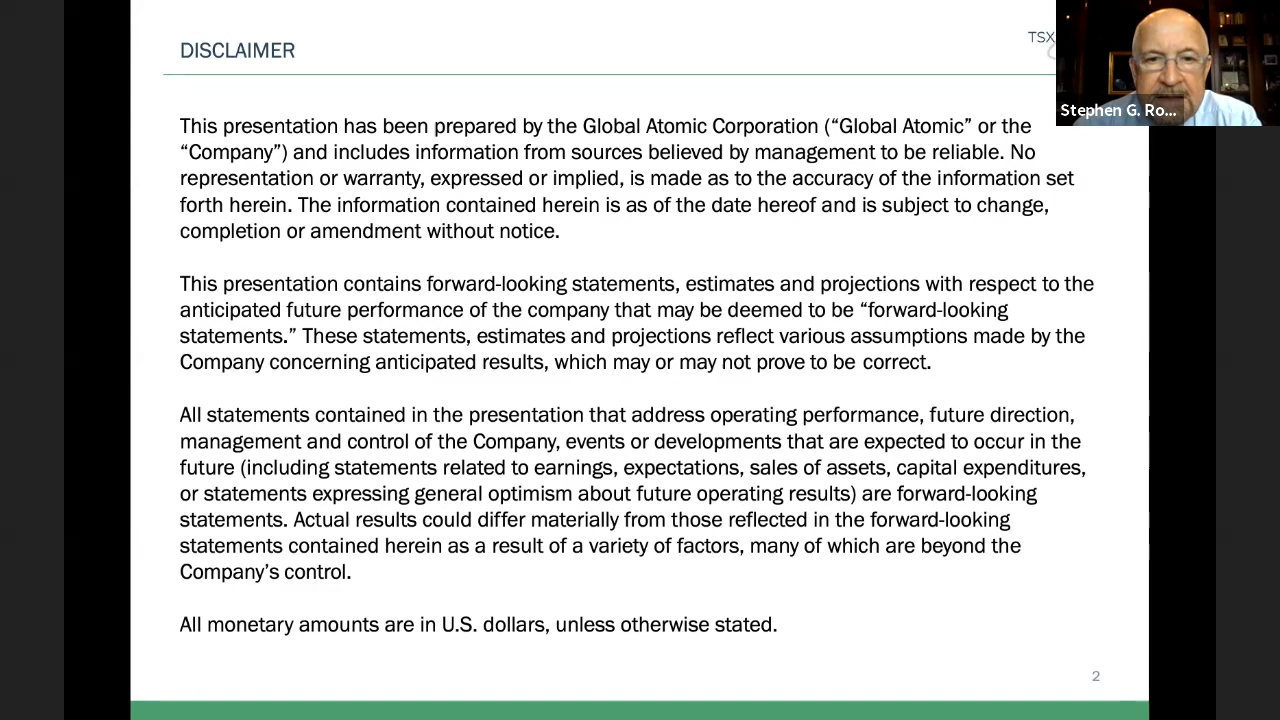 DISCLAIMER
TSX
Stephen G. Ro...
This presentation has been prepared by the Global Atomic Corporation (“Global Atomic” or the
“Company”) and includes information from sources believed by management to be reliable. No
representation or warranty, expressed or implied, is made as to the accuracy of the information set
forth herein. The information contained herein is as of the date hereof and is subject to change,
completion or amendment without notice.
This presentation contains forward-looking statements, estimates and projections with respect to the
anticipated future performance of the company that may be deemed to be “forward-looking
statements.” These statements, estimates and projections reflect various assumptions made by the
Company concerning anticipated results, which may or may not prove to be correct.
All statements contained in the presentation that address operating performance, future direction,
management and control of the Company, events or developments that are expected to occur in the
future (including statements related to earnings, expectations, sales of assets, capital expenditures,
or statements expressing general optimism about future operating results) are forward-looking
statements. Actual results could differ materially from those reflected in the forward-looking
statements contained herein as a result of a variety of factors, many of which are beyond the
Company’s control.
All monetary amounts are in U.S. dollars, unless otherwise stated.
2